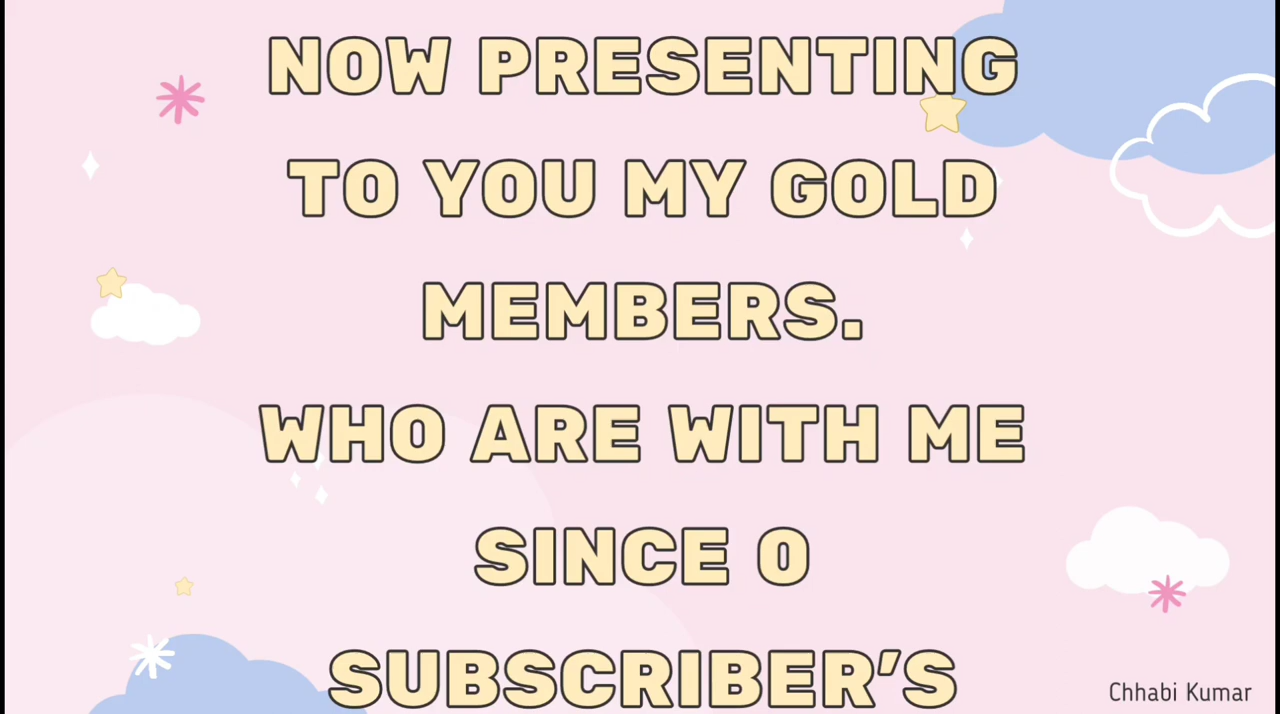 NOW PRESENTING
TO YOU MY GOLD
MEMBERS.
WHO ARE WITH ME
SINCE 0
SUBSCRIBER’S
Chhabi Kumar